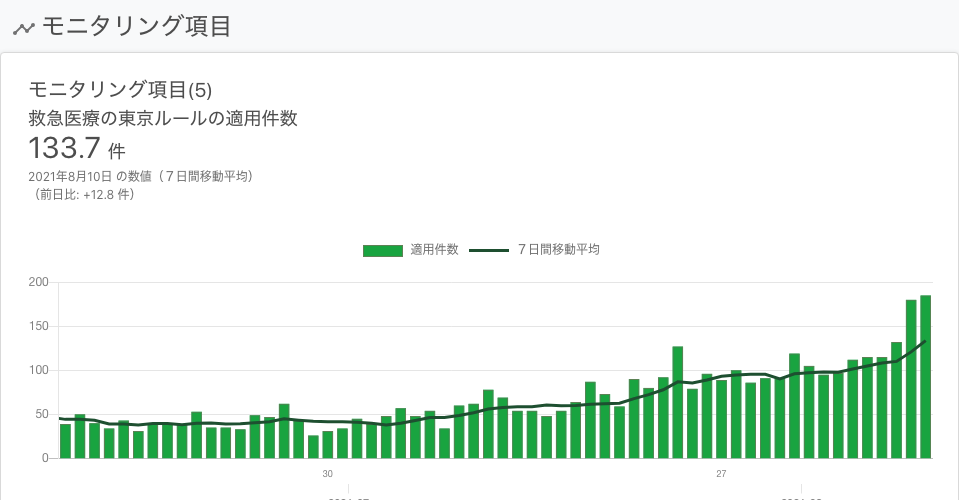 モニタリング項目
モニタリング項目(5)
救急医療の東京ルールの適用件数
133.7 件
2021年8月10日 の数値（７日間移動平均）
（前日比: +12.8 件）
適用件数 ７日間移動平均
200
150
100
50
0
30 27